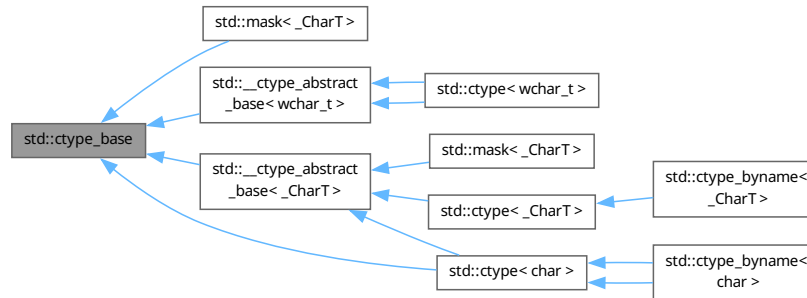 std::mask< _CharT >
std::__ctype_abstract
_base< wchar_t >
std::ctype< wchar_t >
std::ctype_base
std::mask< _CharT >
std::__ctype_abstract
_base< _CharT >
std::ctype< _CharT >
std::ctype_byname<
_CharT >
std::ctype< char >
std::ctype_byname<
char >